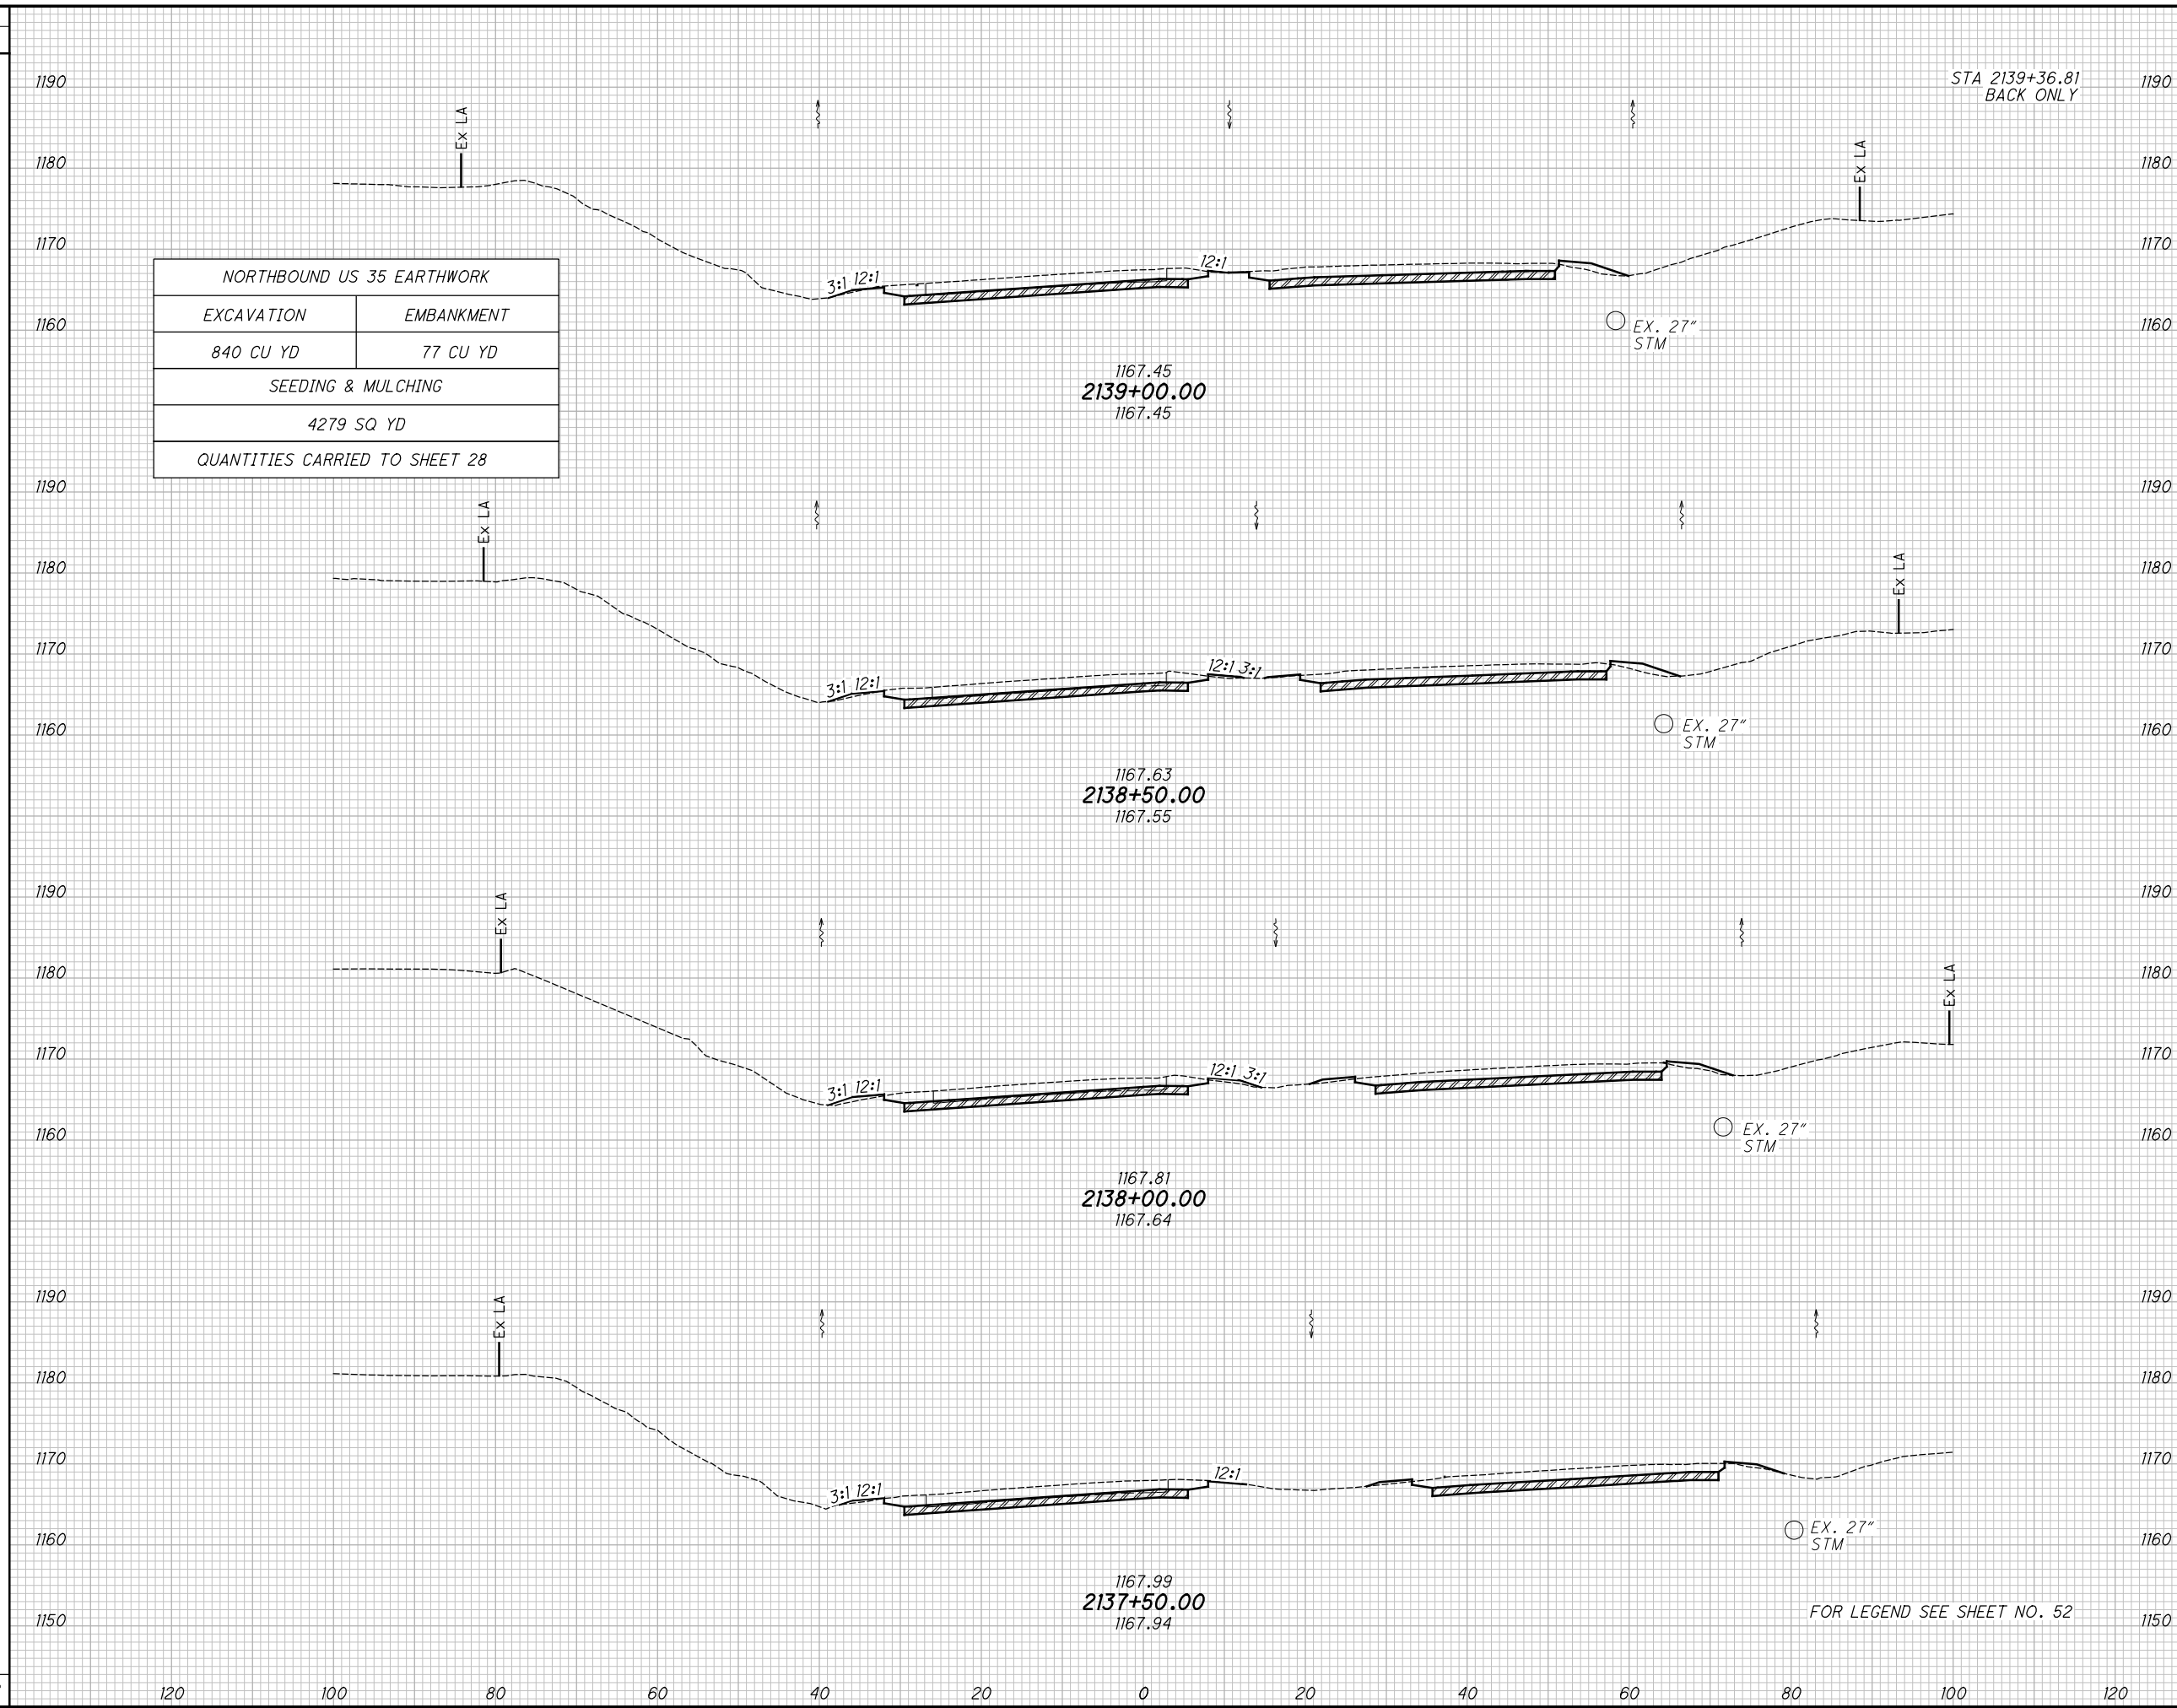 1190
STA 2139+36.81
BACK ONLY
1190
Ex LA
Ex LA
1180
1180
1170
1170
3:1 12:1
12:1
NORTHBOUND US 35 EARTHWORK
EXCAVATION EMBANKMENT
840 CU YD 77 CU YD
SEEDING & MULCHING
4279 SQ YD
QUANTITIES CARRIED TO SHEET 28
1160
EX. 27"
STM
1160
1167.45
2139+00.00
1167.45
1190
1190
Ex LA
Ex LA
1180
1180
1170
1170
3:1 12:1
12:1 3:1
1160
EX. 27"
STM
1160
1167.63
2138+50.00
1167.55
1190
1190
Ex LA
Ex LA
1180
1180
1170
1170
3:1 12:1
12:1 3:1
1160
EX. 27"
STM
1160
1167.81
2138+00.00
1167.64
1190
1190
Ex LA
1180
1180
1170
1170
3:1 12:1
12:1
1160
EX. 27"
STM
1160
1167.99
2137+50.00
1167.94
1150
FOR LEGEND SEE SHEET NO. 52
1150
120 100 80 60 40 20 0 20 40 60 80 100 120